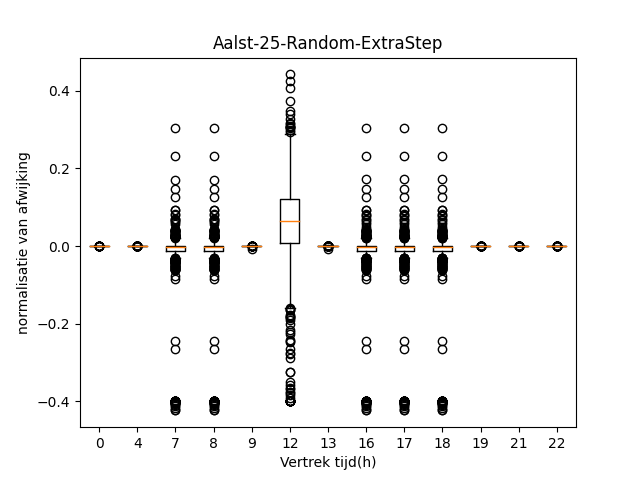 Aalst-25-Random-ExtraStep
normalisatie van afwijking
0.4
0.2
0.0
−0.2
−0.4
0 4 7 8 9 12 13 16 17 18 19 21 22
Vertrek tijd(h)